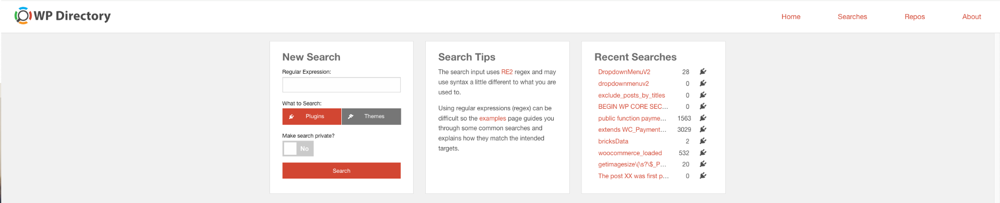 WP Directory
Home
Searches
Repos
About
New Search
Regular Expression:
What to Search:
Plugins
Themes
Make search private?
No
Search
Search Tips
The search input uses RE2 regex and may
use syntax a little different to what you are
used to.
Using regular expressions (regex) can be
difficult so the examples page guides you
through some common searches and
explains how they match the intended
targets.
Recent Searches
DropdownMenuV2 28
dropdownmenuv2 0
exclude_posts_by_titles 0
BEGIN WP CORE SEC... 0
public function payme... 1563
extends WC_Payment... 3029
bricksData 2
woocommerce_loaded 532
getimagesize\(\s?\$_P... 20
The post XX was first p... 0